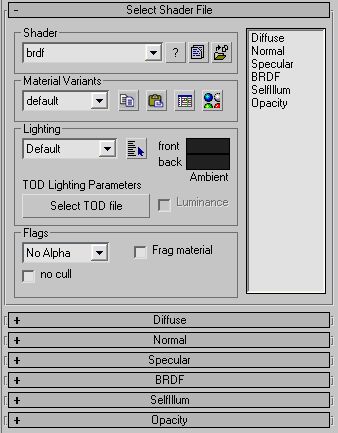 - Select Shader File
Shader
brdf
?
Material Variants
default
Lighting
Default
front
back
Ambient
TOD Lighting Parameters
Select TOD file
Luminance
Flags
No Alpha
Frag material
no cull
Diffuse
Normal
Specular
BRDF
SelfIllum
Opacity
+ Diffuse
+ Normal
+ Specular
+ BRDF
+ SelfIllum
+ Opacity